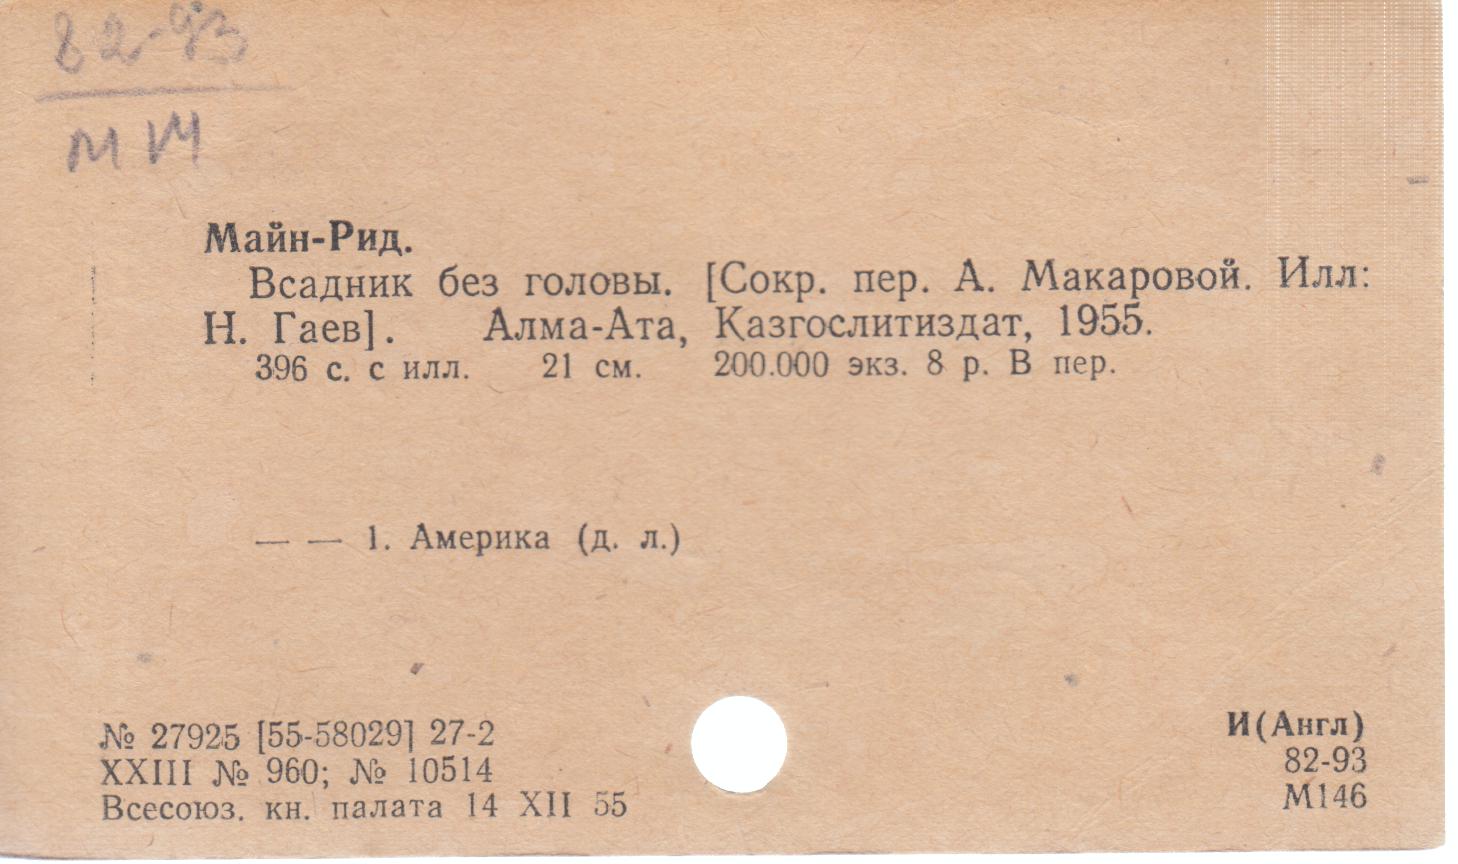 82-93
М 14
Майн-Рид.
Всадник без головы. [Сокр. пер. А. Макаровой. Илл:
Н. Гаев]. Алма-Ата, Казгослитиздат, 1955.
396 с. с илл. 21 см. 200.000 экз. 8 р. В пер.
— — 1. Америка (д. л.)
№ 27925 [55-58029] 27-2
XXIII № 960; № 10514
Всесоюз. кн. палата 14 XII 55
И(Англ)
82-93
М146